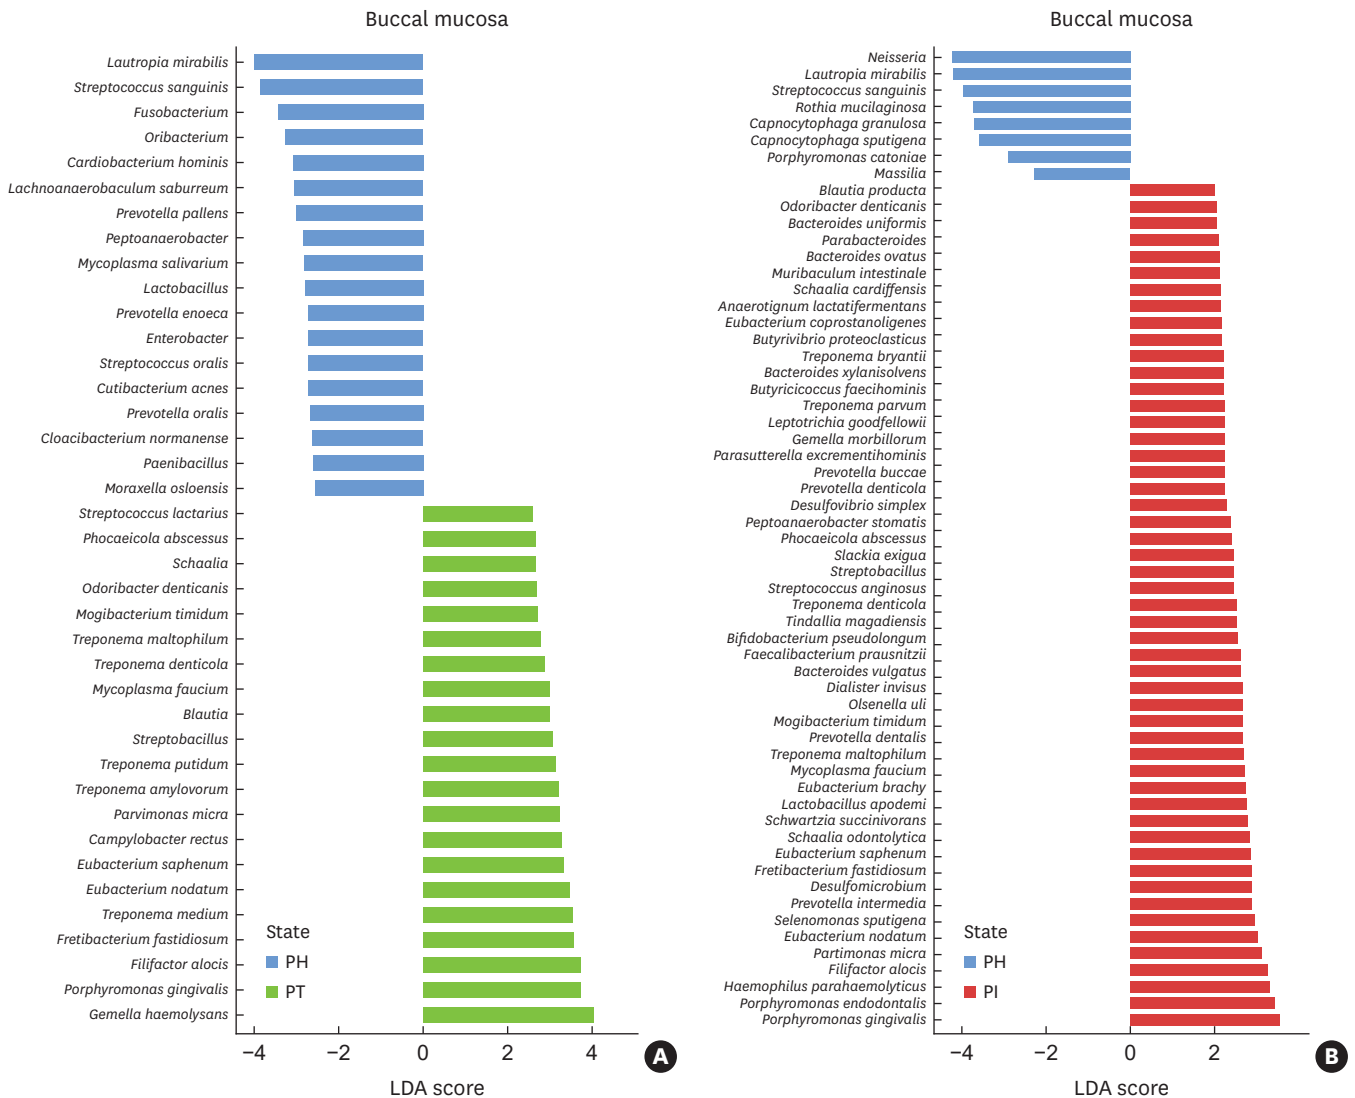 Buccal mucosa
Lautropia mirabilis
Streptococcus sanguinis
Fusobacterium
Oribacterium
Cardiobacterium hominis
Lachnoanaerobaculum saburreum
Prevotella pallens
Peptoanaerobacter
Mycoplasma salivarium
Lactobacillus
Prevotella enoeca
Enterobacter
Streptococcus oralis
Cutibacterium acnes
Prevotella oralis
Cloacibacterium normanense
Paenibacillus
Moraxella osloensis
Streptococcus lactarius
Phocaeicola abscessus
Schaalia
Odoribacter denticanis
Mogibacterium timidum
Treponema maltophilum
Treponema denticola
Mycoplasma faucium
Blautia
Streptobacillus
Treponema putidum
Treponema amylovorum
Parvimonas micra
Campylobacter rectus
Eubacterium saphenum
Eubacterium nodatum
Treponema medium
Fretibacterium fastidiosum
Filifactor alocis
Porphyromonas gingivalis
Gemella haemolysans
State
PH
PT
−4 −2 0 2 4
LDA score
A
Buccal mucosa
Neisseria
Lautropia mirabilis
Streptococcus sanguinis
Rothia mucilaginosa
Capnocytophaga granulosa
Capnocytophaga sputigena
Porphyromonas catoniae
Massilia
Blautia producta
Odoribacter denticanis
Bacteroides uniformis
Parabacteroides
Bacteroides ovatus
Muribaculum intestinale
Schaalia cardiffensis
Anaerotignum lactatifermentans
Eubacterium coprostanoligenes
Butyrivibrio proteoclasticus
Treponema bryantii
Bacteroides xylanisolvens
Butyricicoccus faecihominis
Treponema parvum
Leptotrichia goodfellowii
Gemella morbillorum
Parasutterella excrementihominis
Prevotella buccae
Prevotella denticola
Desulfovibrio simplex
Peptoanaerobacter stomatis
Phocaeicola abscessus
Slackia exigua
Streptobacillus
Streptococcus anginosus
Treponema denticola
Tindallia magadiensis
Bifidobacterium pseudolongum
Faecalibacterium prausnitzii
Bacteroides vulgatus
Dialister invisus
Olsenella uli
Mogibacterium timidum
Prevotella dentalis
Treponema maltophilum
Mycoplasma faucium
Eubacterium brachy
Lactobacillus apodemi
Schwartzia succinivorans
Schaalia odontolytica
Eubacterium saphenum
Fretibacterium fastidiosum
Desulfomicrobium
Prevotella intermedia
Selenomonas sputigena
Eubacterium nodatum
Partimonas micra
Filifactor alocis
Haemophilus parahaemolyticus
Porphyromonas endodontalis
Porphyromonas gingivalis
State
PH
PI
−4 −2 0 2
LDA score
B